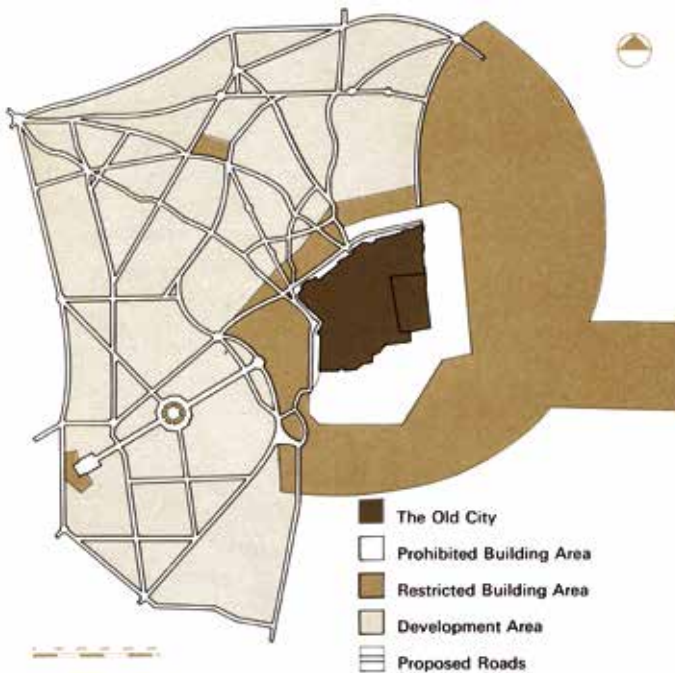 The Old City
Prohibited Building Area
Restricted Building Area
Development Area
Proposed Roads